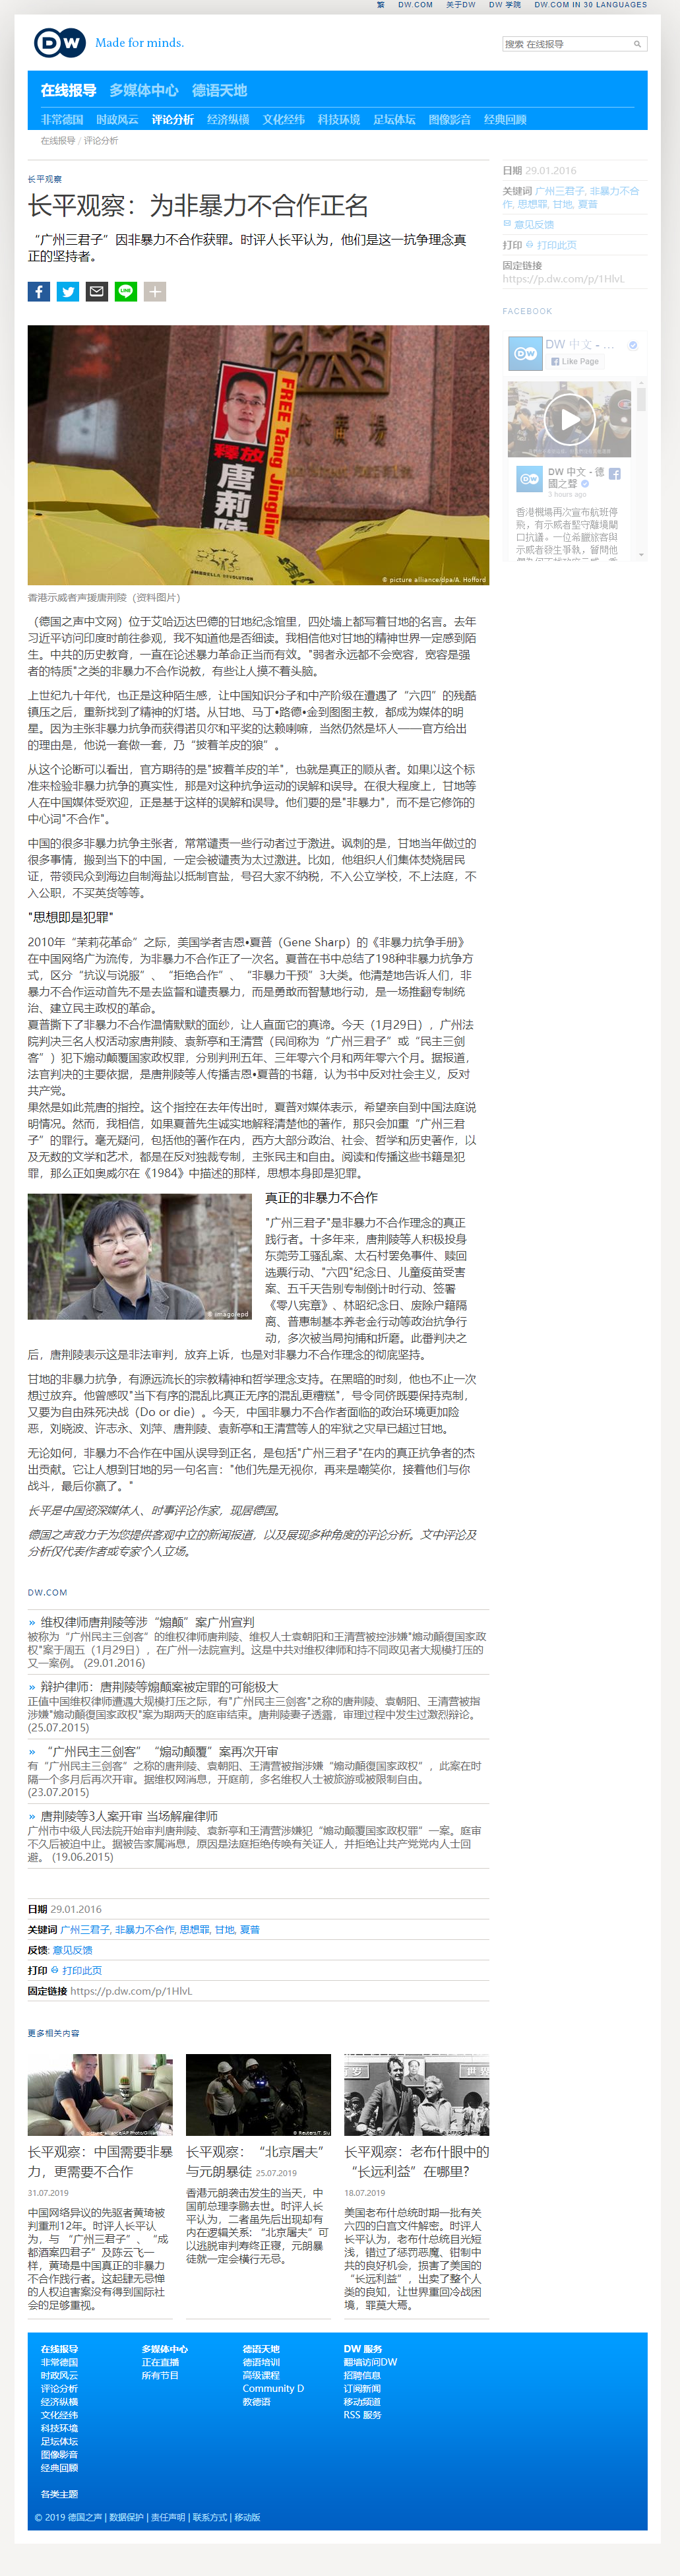 繁 DW.COM 关于DW DW 学院 DW.COM IN 30 LANGUAGES
DW Made for minds.
搜索 在线报导
在线报导 多媒体中心 德语天地
非常德国 时政风云 评论分析 经济纵横 文化经纬 科技环境 足坛体坛 图像影音 经典回顾
在线报导 / 评论分析
长平观察
长平观察：为非暴力不合作正名
“广州三君子”因非暴力不合作获罪。时评人长平认为，他们是这一抗争理念真
正的坚持者。
FREE Tang Jingling
釋放
唐荊陵
UMBRELLA REVOLUTION
© picture alliance/dpa/A. Hofford
香港示威者声援唐荆陵（资料图片）
（德国之声中文网）位于艾哈迈达巴德的甘地纪念馆里，四处墙上都写着甘地的名言。去年
习近平访问印度时前往参观，我不知道他是否细读。我相信他对甘地的精神世界一定感到陌
生。中共的历史教育，一直在论述暴力革命正当而有效。"弱者永远都不会宽容，宽容是强
者的特质"之类的非暴力不合作说教，有些让人摸不着头脑。
上世纪九十年代，也正是这种陌生感，让中国知识分子和中产阶级在遭遇了“六四”的残酷
镇压之后，重新找到了精神的灯塔。从甘地、马丁•路德•金到图图主教，都成为媒体的明
星。因为主张非暴力抗争而获得诺贝尔和平奖的达赖喇嘛，当然仍然是坏人——官方给出
的理由是，他说一套做一套，乃“披着羊皮的狼”。
从这个论断可以看出，官方期待的是"披着羊皮的羊"，也就是真正的顺从者。如果以这个标
准来检验非暴力抗争的真实性，那是对这种抗争运动的误解和误导。在很大程度上，甘地等
人在中国媒体受欢迎，正是基于这样的误解和误导。他们要的是"非暴力"，而不是它修饰的
中心词"不合作"。
中国的很多非暴力抗争主张者，常常谴责一些行动者过于激进。讽刺的是，甘地当年做过的
很多事情，搬到当下的中国，一定会被谴责为太过激进。比如，他组织人们集体焚烧居民
证，带领民众到海边自制海盐以抵制官盐，号召大家不纳税，不入公立学校，不上法庭，不
入公职，不买英货等等。
"思想即是犯罪"
2010年“茉莉花革命”之际，美国学者吉恩•夏普（Gene Sharp）的《非暴力抗争手册》
在中国网络广为流传，为非暴力不合作正了一次名。夏普在书中总结了198种非暴力抗争方
式，区分“抗议与说服”、“拒绝合作”、“非暴力干预”3大类。他清楚地告诉人们，非
暴力不合作运动首先不是去监督和谴责暴力，而是勇敢而智慧地行动，是一场推翻专制统
治、建立民主政权的革命。
夏普撕下了非暴力不合作温情默默的面纱，让人直面它的真谛。今天（1月29日），广州法
院判决三名人权活动家唐荆陵、袁新亭和王清营（民间称为“广州三君子”或“民主三剑
客”）犯下煽动颠覆国家政权罪，分别判刑五年、三年零六个月和两年零六个月。据报道，
法官判决的主要依据，是唐荆陵等人传播吉恩•夏普的书籍，认为书中反对社会主义，反对
共产党。
果然是如此荒唐的指控。这个指控在去年传出时，夏普对媒体表示，希望亲自到中国法庭说
明情况。然而，我相信，如果夏普先生诚实地解释清楚他的著作，那只会加重“广州三君
子”的罪行。毫无疑问，包括他的著作在内，西方大部分政治、社会、哲学和历史著作，以
及无数的文学和艺术，都是在反对独裁专制，主张民主和自由。阅读和传播这些书籍是犯
罪，那么正如奥威尔在《1984》中描述的那样，思想本身即是犯罪。
© imago/epd
真正的非暴力不合作
"广州三君子"是非暴力不合作理念的真正
践行者。十多年来，唐荆陵等人积极投身
东莞劳工骚乱案、太石村罢免事件、赎回
选票行动、"六四"纪念日、儿童疫苗受害
案、五千天告别专制倒计时行动、签署
《零八宪章》、林昭纪念日、废除户籍隔
离、普惠制基本养老金行动等政治抗争行
动，多次被当局拘捕和折磨。此番判决之
后，唐荆陵表示这是非法审判，放弃上诉，也是对非暴力不合作理念的彻底坚持。
甘地的非暴力抗争，有源远流长的宗教精神和哲学理念支持。在黑暗的时刻，他也不止一次
想过放弃。他曾感叹"当下有序的混乱比真正无序的混乱更糟糕"，号令同侪既要保持克制，
又要为自由殊死决战（Do or die）。今天，中国非暴力不合作者面临的政治环境更加险
恶，刘晓波、许志永、刘萍、唐荆陵、袁新亭和王清营等人的牢狱之灾早已超过甘地。
无论如何，非暴力不合作在中国从误导到正名，是包括"广州三君子"在内的真正抗争者的杰
出贡献。它让人想到甘地的另一句名言："他们先是无视你，再来是嘲笑你，接着他们与你
战斗，最后你赢了。"
长平是中国资深媒体人、时事评论作家，现居德国。
德国之声致力于为您提供客观中立的新闻报道，以及展现多种角度的评论分析。文中评论及
分析仅代表作者或专家个人立场。
DW.COM
» 维权律师唐荆陵等涉“煽颠”案广州宣判
被称为“广州民主三剑客”的维权律师唐荆陵、维权人士袁朝阳和王清营被控涉嫌"煽动颠復国家政
权"案于周五（1月29日），在广州一法院宣判。这是中共对维权律师和持不同政见者大规模打压的
又一案例。 (29.01.2016)
» 辩护律师：唐荆陵等煽颠案被定罪的可能极大
正值中国维权律师遭遇大规模打压之际，有"广州民主三剑客"之称的唐荆陵、袁朝阳、王清营被指
涉嫌"煽动颠復国家政权"案为期两天的庭审结束。唐荆陵妻子透露，审理过程中发生过激烈辩论。
(25.07.2015)
» “广州民主三剑客”“煽动颠覆”案再次开审
有“广州民主三剑客”之称的唐荆陵、袁朝阳、王清营被指涉嫌“煽动颠復国家政权”，此案在时
隔一个多月后再次开审。据维权网消息，开庭前，多名维权人士被旅游或被限制自由。
(23.07.2015)
» 唐荆陵等3人案开审 当场解雇律师
广州市中级人民法院开始审判唐荆陵、袁新亭和王清营涉嫌犯“煽动颠覆国家政权罪”一案。庭审
不久后被迫中止。据被告家属消息，原因是法庭拒绝传唤有关证人，并拒绝让共产党党内人士回
避。 (19.06.2015)
日期 29.01.2016
关键词 广州三君子, 非暴力不合作, 思想罪, 甘地, 夏普
反馈: 意见反馈
打印 打印此页
固定链接 https://p.dw.com/p/1HlvL
更多相关内容
© Reuters/T. Siu
长平观察：中国需要非暴
力，更需要不合作
31.07.2019
中国网络异议的先驱者黄琦被
判重刑12年。时评人长平认
为，与 “广州三君子”、“成
都酒案四君子”及陈云飞一
样，黄琦是中国真正的非暴力
不合作践行者。这起肆无忌惮
的人权迫害案没有得到国际社
会的足够重视。
长平观察：“北京屠夫”
与元朗暴徒 25.07.2019
香港元朗袭击发生的当天，中
国前总理李鹏去世。时评人长
平认为，二者虽先后出现却有
内在逻辑关系：“北京屠夫”可
以逃脱审判寿终正寝，元朗暴
徒就一定会横行无忌。
长平观察：老布什眼中的
“长远利益”在哪里?
18.07.2019
美国老布什总统时期一批有关
六四的白宫文件解密。时评人
长平认为，老布什总统目光短
浅，错过了惩罚恶魔、钳制中
共的良好机会，损害了美国的
“长远利益”，出卖了整个人
类的良知，让世界重回冷战困
境，罪莫大焉。
日期 29.01.2016
关键词 广州三君子, 非暴力不合
作, 思想罪, 甘地, 夏普
意见反馈
打印 打印此页
固定链接
https://p.dw.com/p/1HlvL
FACEBOOK
DW 中文 - ...
Like Page
DW 中文 - 德
國之聲
3 hours ago
香港機場再次宣布航班停
飛，有示威者堅守離境閘
口抗議。一位希臘旅客與
示威者發生爭執，質問他
在线报导
非常德国
时政风云
评论分析
经济纵横
文化经纬
科技环境
足坛体坛
图像影音
经典回顾
各类主题
多媒体中心
正在直播
所有节目
德语天地
德语培训
高级课程
Community D
教德语
DW 服务
翻墙访问DW
招聘信息
订阅新闻
移动频道
RSS 服务
© 2019 德国之声 | 数据保护 | 责任声明 | 联系方式 | 移动版